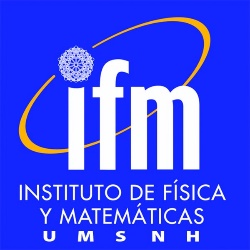 ifm
INSTITUTO DE FÍSICA
Y MATEMÁTICAS
UMSNH